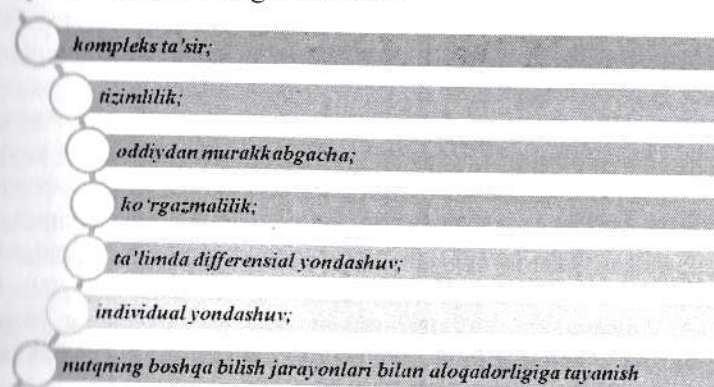 kompleks ta'sir;
tizimlilik;
oddiydan murakkabgacha;
ko'rgazmalilik;
ta'limda differensial yondashuv;
individual yondashuv;
nutqning boshqa bilish jarayonlari bilan aloqadorligiga tayanish